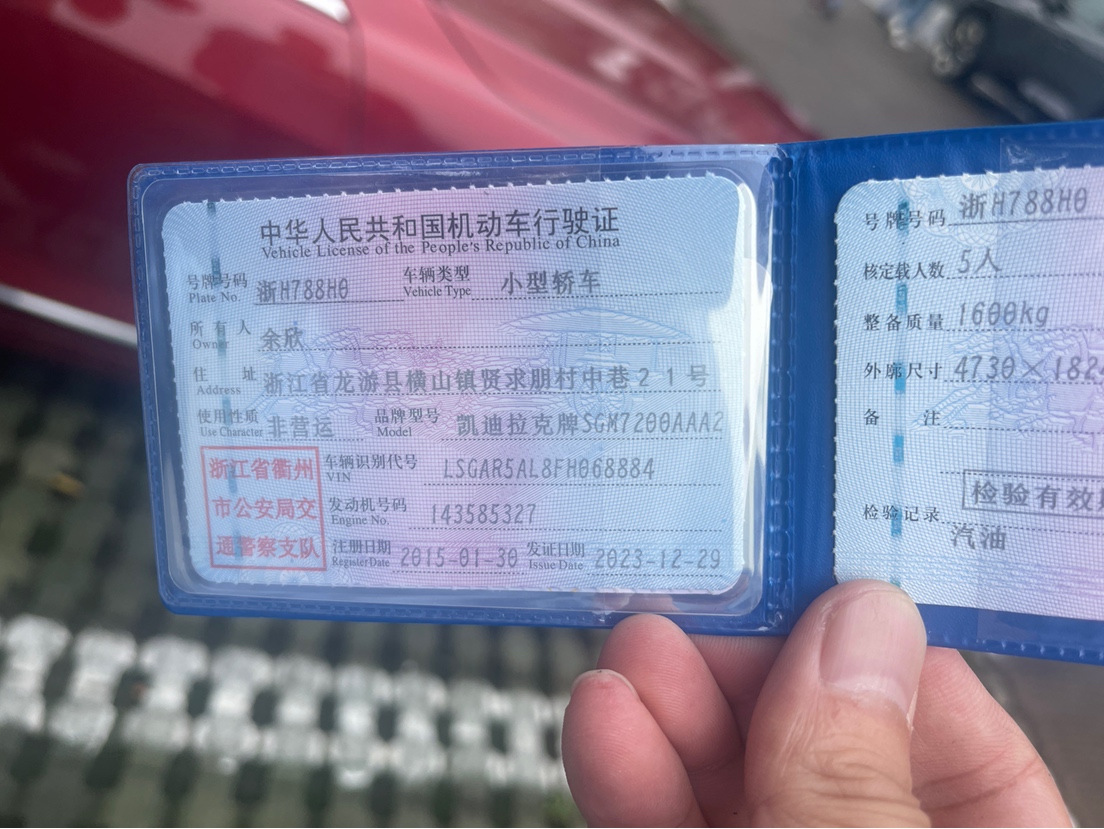 中华人民共和国机动车行驶证
Vehicle License of the People's Republic of China
号牌号码 浙H788H0 车辆类型 小型轿车
Plate No. Vehicle Type
所有人 余欣
Owner
住址 浙江省龙游县横山镇贤求朋村中巷21号
Address
使用性质 非营运 品牌型号 凯迪拉克牌SGM7200AAA2
Use Character Model
浙江省衢州
市公安局交
通警察支队
车辆识别代号 LSGAR5AL8FH068884
VIN
发动机号码 143585327
Engine No.
注册日期 2015-01-30 发证日期 2023-12-29
Register Date Issue Date
号牌号码 浙H788H0
核定载人数 5人
整备质量 1600kg
外廓尺寸 4730×182
备注
检验有效
检验记录
汽油